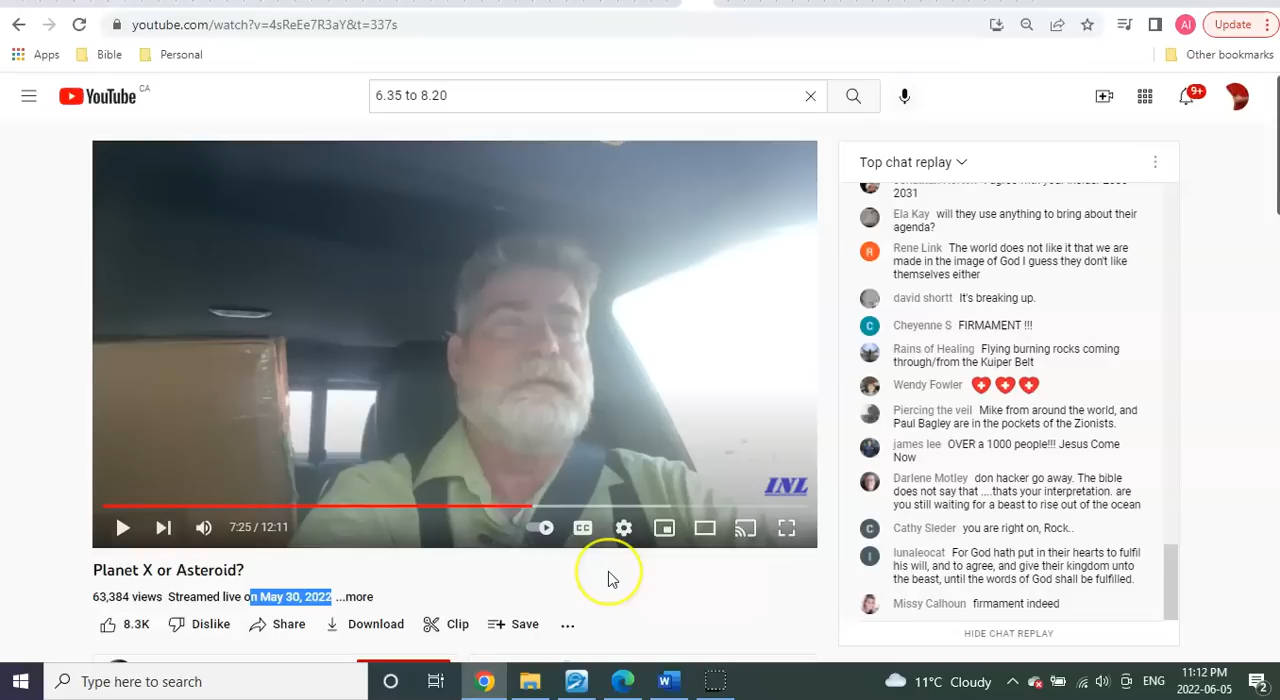 youtube.com/watch?v=4sReEe7R3aY&t=337s
AI
Update
Apps
Bible
Personal
Other bookmarks
YouTube CA
6.35 to 8.20
9+
INL
7:25 / 12:11
CC
Planet X or Asteroid?
63,384 views Streamed live on May 30, 2022 ...more
8.3K Dislike Share Download Clip Save ...
Top chat replay
2031
Ela Kay will they use anything to bring about their
agenda?
Rene Link The world does not like it that we are
made in the image of God I guess they don't like
themselves either
david shortt It's breaking up.
Cheyenne S FIRMAMENT !!!
Rains of Healing Flying burning rocks coming
through/from the Kuiper Belt
Wendy Fowler
Piercing the veil Mike from around the world, and
Paul Bagley are in the pockets of the Zionists.
james lee OVER a 1000 people!!! Jesus Come
Now
Darlene Motley don hacker go away. The bible
does not say that ....thats your interpretation. are
you still waiting for a beast to rise out of the ocean
Cathy Sleder you are right on, Rock..
lunaleocat For God hath put in their hearts to fulfil
his will, and to agree, and give their kingdom unto
the beast, until the words of God shall be fulfilled.
Missy Calhoun firmament indeed
HIDE CHAT REPLAY
Type here to search
11°C Cloudy
ENG
11:12 PM
2022-06-05
2